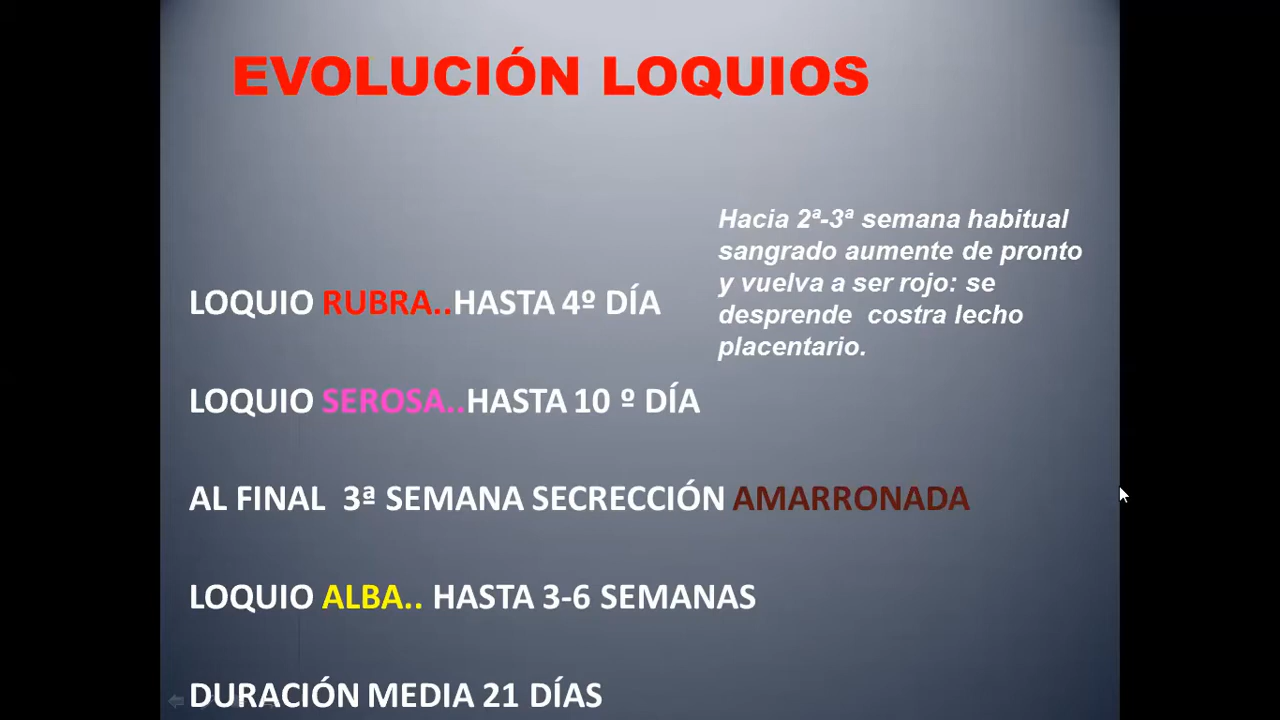 EVOLUCIÓN LOQUIOS
Hacia 2ª-3ª semana habitual
sangrado aumente de pronto
y vuelva a ser rojo: se
desprende costra lecho
placentario.
LOQUIO RUBRA..HASTA 4º DÍA
LOQUIO SEROSA..HASTA 10 º DÍA
AL FINAL 3ª SEMANA SECRECCIÓN AMARRONADA
LOQUIO ALBA.. HASTA 3-6 SEMANAS
DURACIÓN MEDIA 21 DÍAS